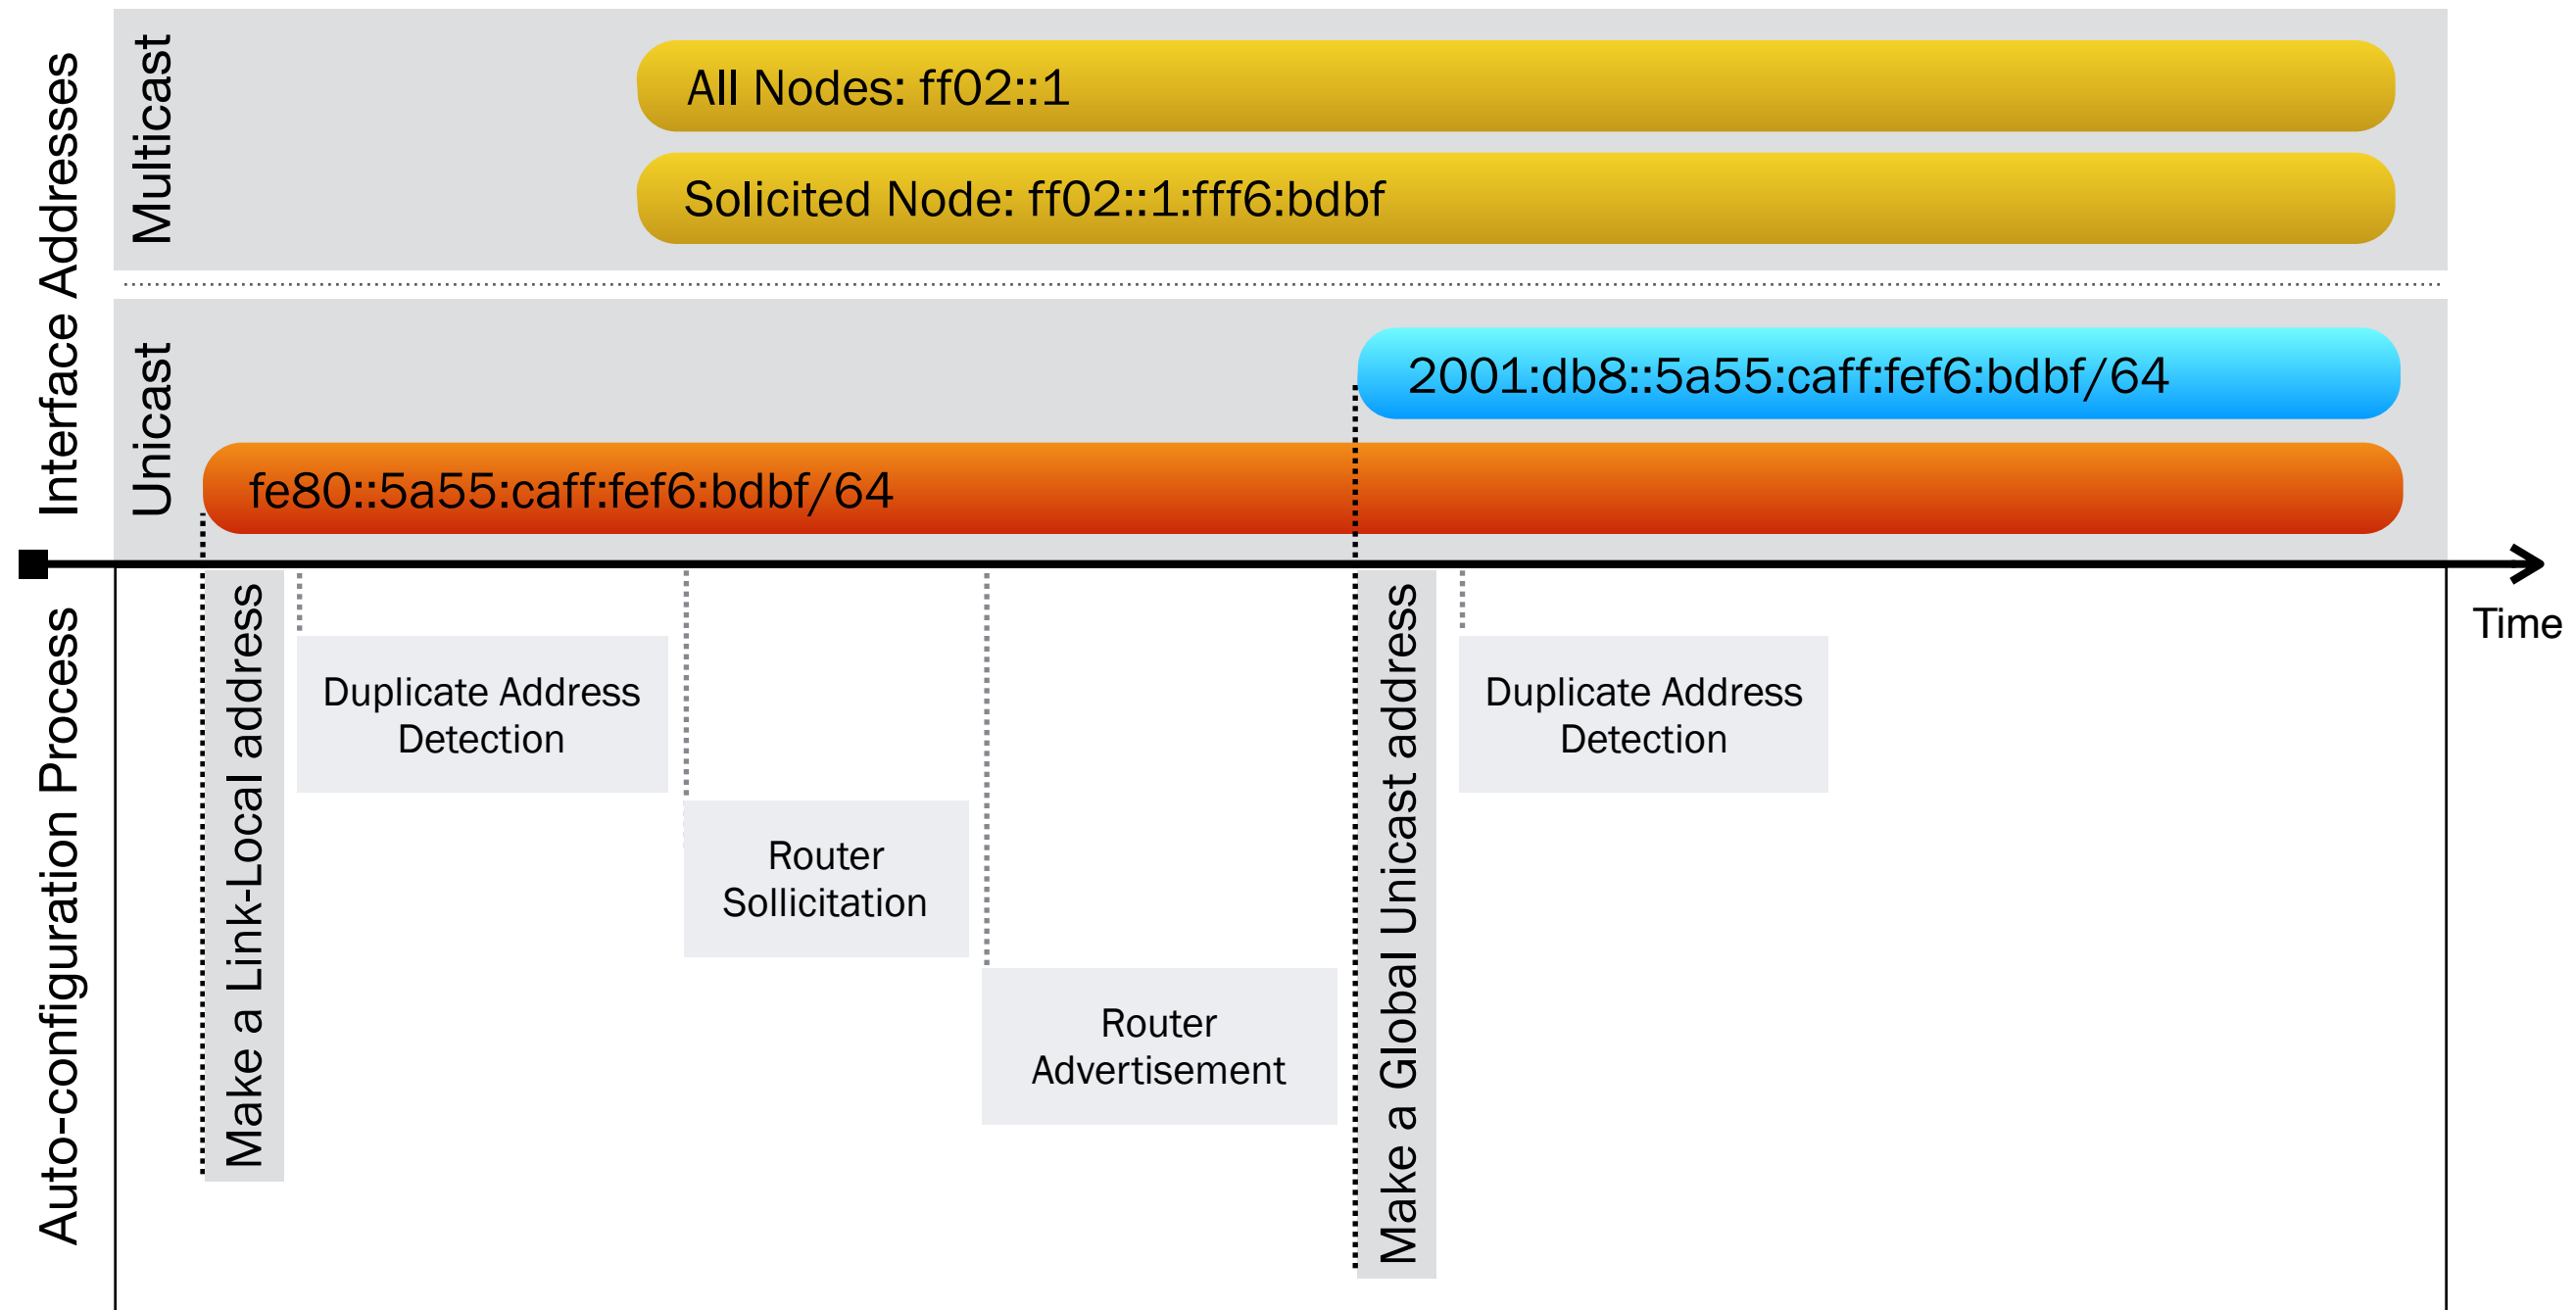 Interface Addresses
Multicast
All Nodes: ff02::1
Solicited Node: ff02::1:fff6:bdbf
Unicast
2001:db8::5a55:caff:fef6:bdbf/64
fe80::5a55:caff:fef6:bdbf/64
Time
Auto-configuration Process
Make a Link-Local address
Duplicate Address
Detection
Router
Sollicitation
Router
Advertisement
Make a Global Unicast address
Duplicate Address
Detection